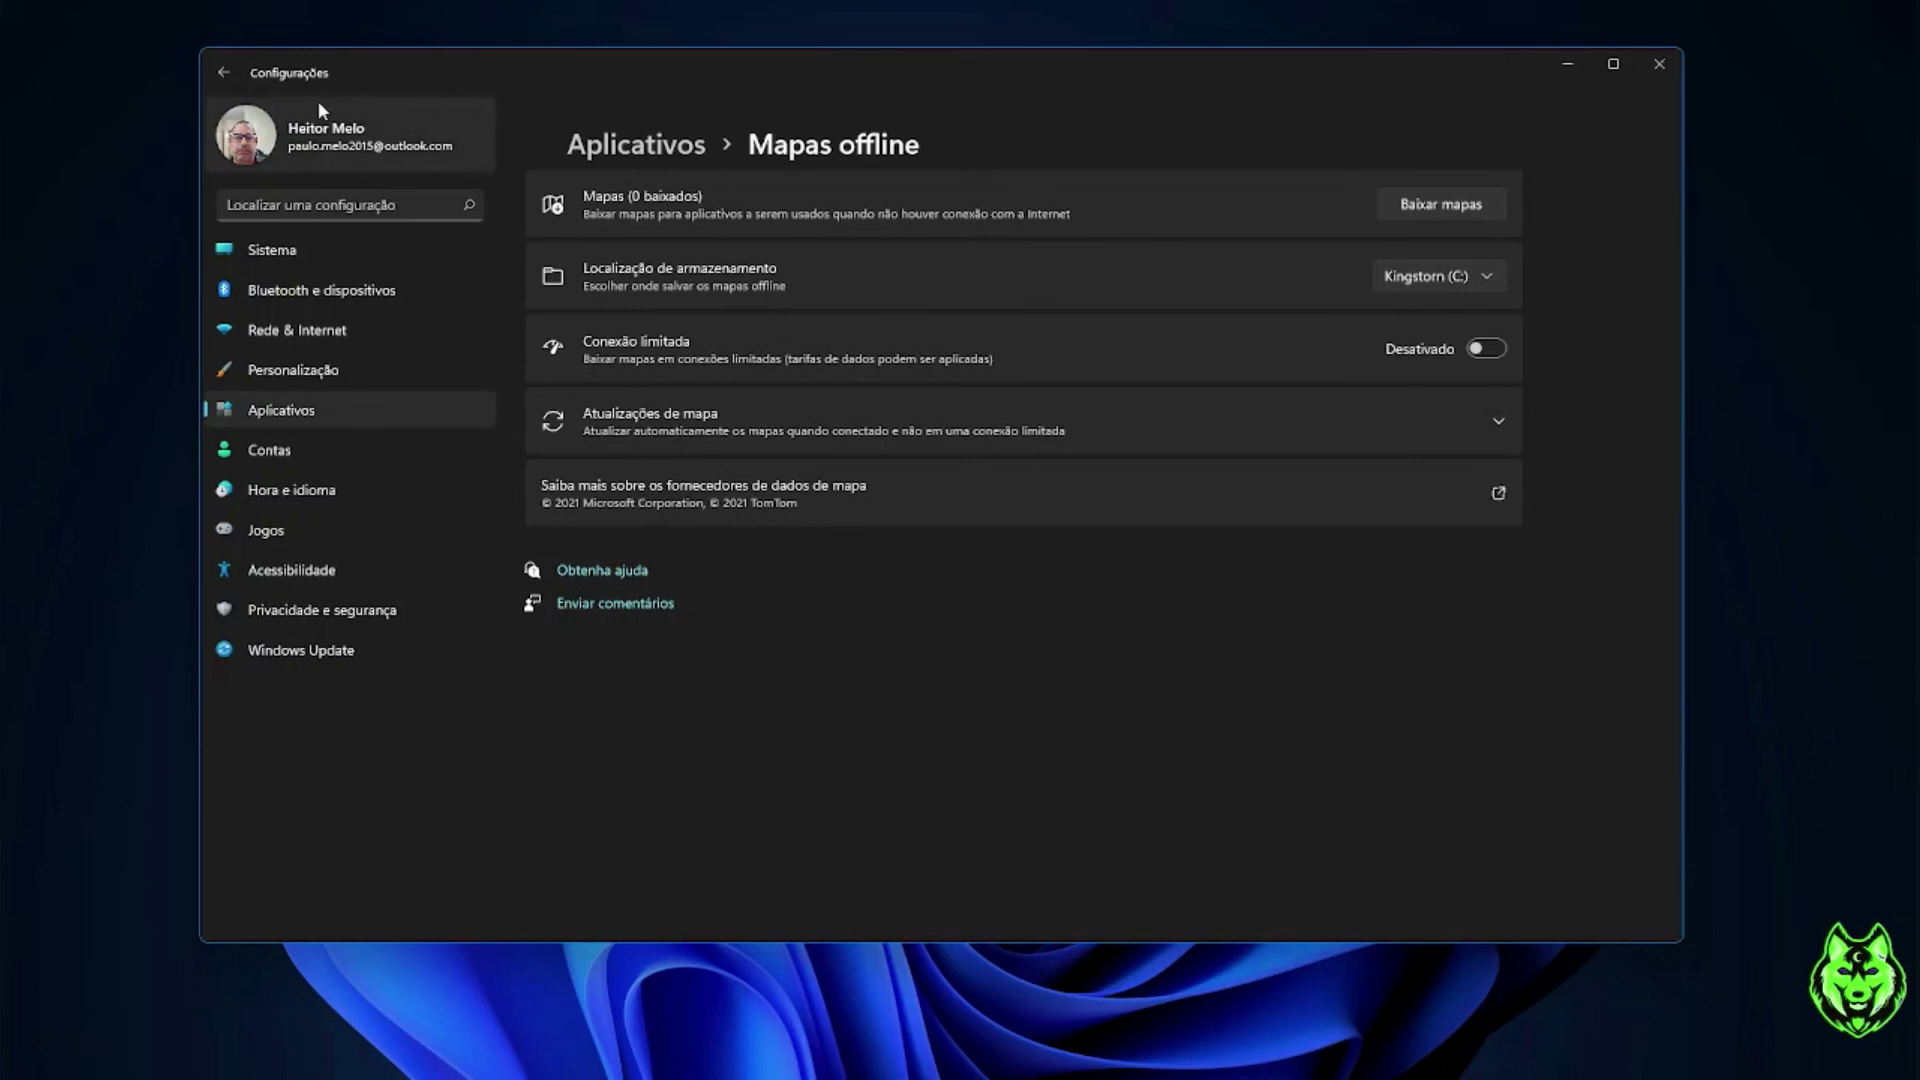 Configurações
Heitor Melo
paulo.melo2015@outlook.com
Localizar uma configuração
Sistema
Bluetooth e dispositivos
Rede & Internet
Personalização
Aplicativos
Contas
Hora e idioma
Jogos
Acessibilidade
Privacidade e segurança
Windows Update
Aplicativos > Mapas offline
Mapas (0 baixados)
Baixar mapas para aplicativos a serem usados quando não houver conexão com a Internet
Baixar mapas
Localização de armazenamento
Escolher onde salvar os mapas offline
Kingstorn (C:)
Conexão limitada
Baixar mapas em conexões limitadas (tarifas de dados podem ser aplicadas)
Desativado
Atualizações de mapa
Atualizar automaticamente os mapas quando conectado e não em uma conexão limitada
Saiba mais sobre os fornecedores de dados de mapa
© 2021 Microsoft Corporation, © 2021 TomTom
Obtenha ajuda
Enviar comentários